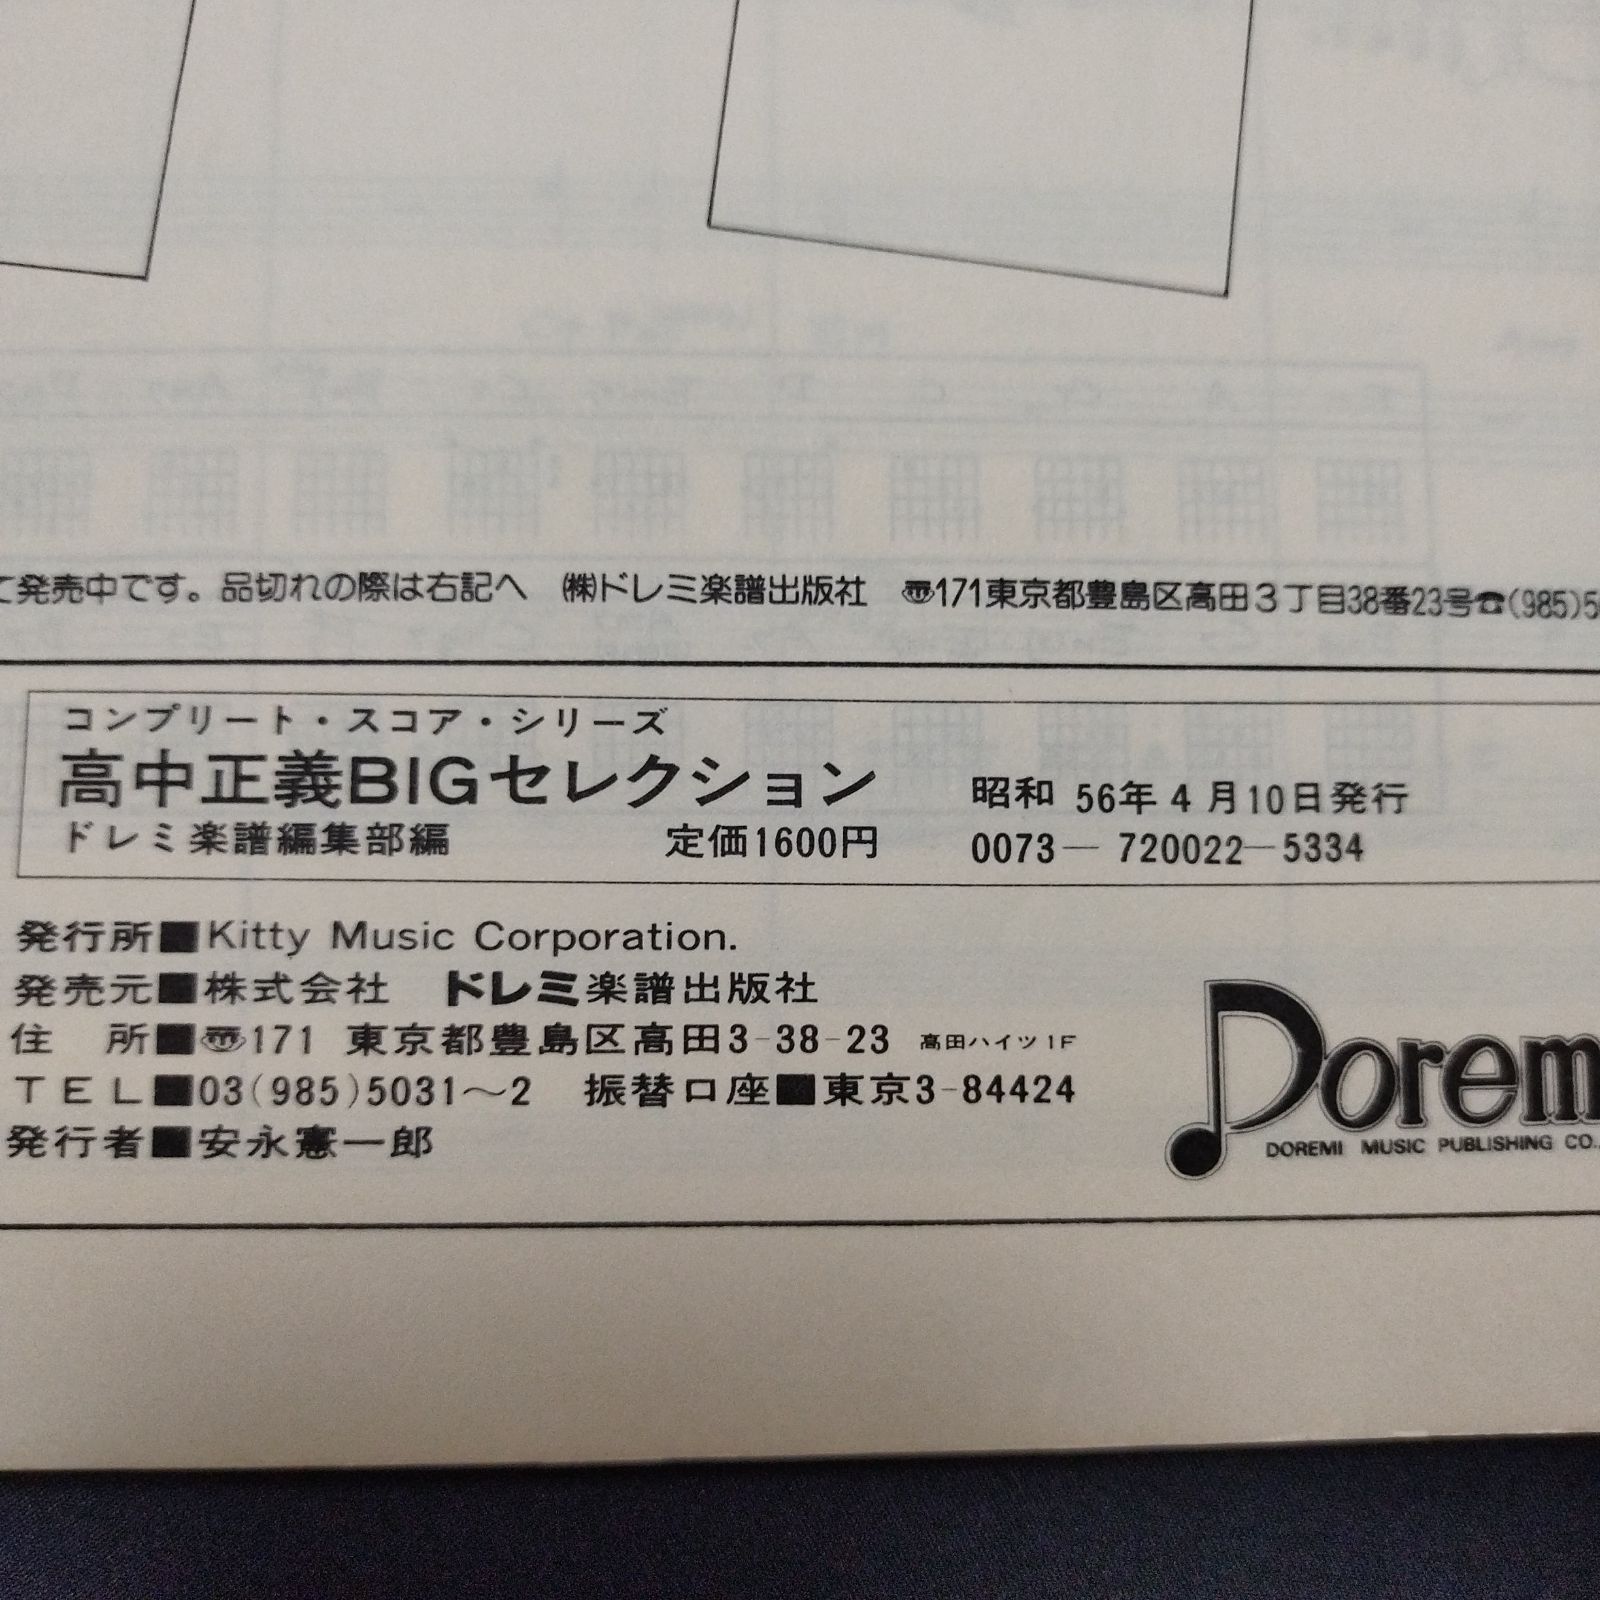 て発売中です。品切れの際は右記へ ㈱ドレミ楽譜出版社 〠171東京都豊島区高田3丁目38番23号☎(985)5
コンプリート・スコア・シリーズ
高中正義BIGセレクション
ドレミ楽譜編集部編 定価1600円
昭和 56年4月10日発行
0073－720022－5334
発行所■Kitty Music Corporation.
発売元■株式会社 ドレミ楽譜出版社
住 所■〠171 東京都豊島区高田3-38-23 高田ハイツ1F
TEL■03(985)5031～2 振替口座■東京3-84424
発行者■安永憲一郎
Dorem
DOREMI MUSIC PUBLISHING CO.,